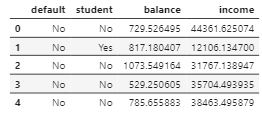 default student balance income
0 No No 729.526495 44361.625074
1 No Yes 817.180407 12106.134700
2 No No 1073.549164 31767.138947
3 No No 529.250605 35704.493935
4 No No 785.655883 38463.495879